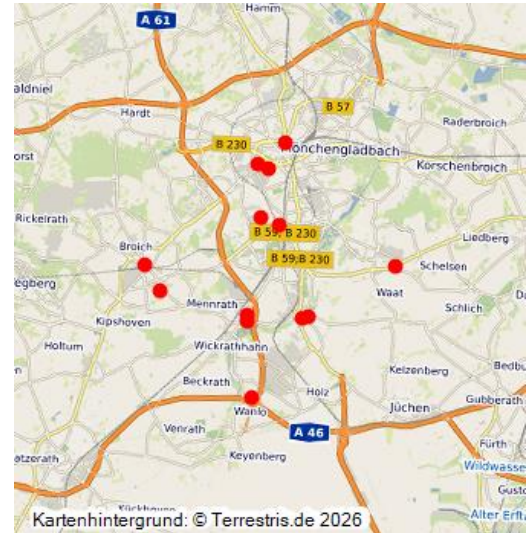 Hamm
A 61
aldniel
Hardt
B 57
Raderbroich
B 230
Mönchengladbach
orst
Korschenbroich
Rickelrath
B 59; B 230
Liedberg
Broich
B 59;B 230
Schelsen
egberg
Waat
Da
Mennrath
Schlich
Kipshoven
Wickrathhahn
Holtum
Bedbu
Kelzenberg
Beckrath
Holz
Gubberath
Wanlo
Jüchen
Venrath
A 46
Fürth
Keyenberg
atzerath
Wildwasse
Gusto
Kückhoven
Alter Erft
Kartenhintergrund: © Terrestris.de 2026